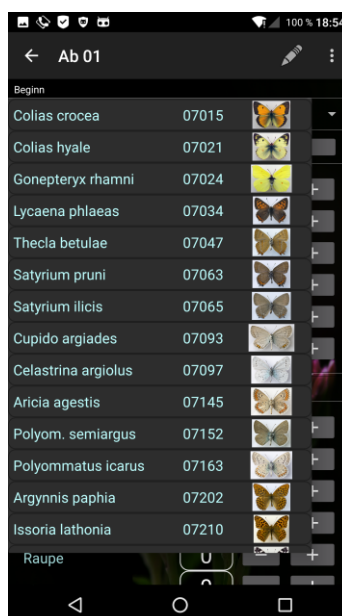 100 % 18:54
Ab 01
Beginn
Colias crocea 07015
Colias hyale 07021
Gonepteryx rhamni 07024
Lycaena phlaeas 07034
Thecla betulae 07047
Satyrium pruni 07063
Satyrium ilicis 07065
Cupido argiades 07093
Celastrina argiolus 07097
Aricia agestis 07145
Polyom. semiargus 07152
Polyommatus icarus 07163
Argynnis paphia 07202
Issoria lathonia 07210
Raupe